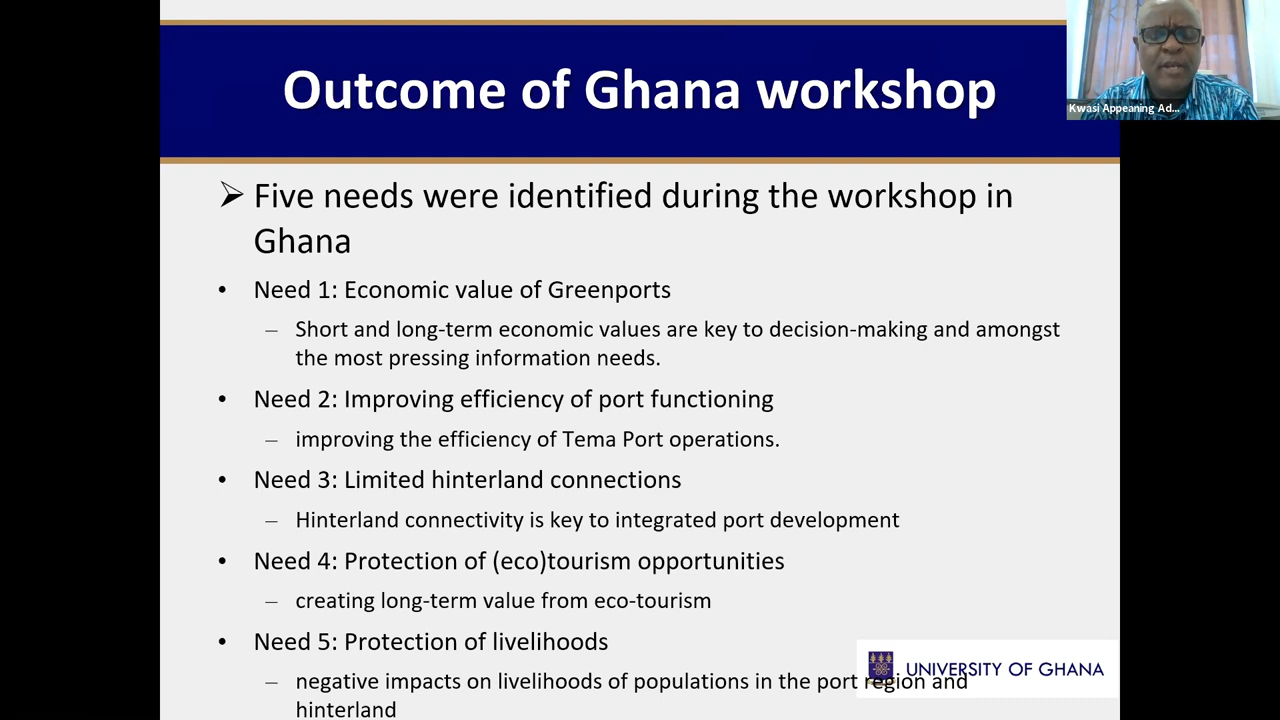 Outcome of Ghana workshop
Kwasi Appeaning Ad...
➢ Five needs were identified during the workshop in
Ghana
• Need 1: Economic value of Greenports
– Short and long-term economic values are key to decision-making and amongst
the most pressing information needs.
• Need 2: Improving efficiency of port functioning
– improving the efficiency of Tema Port operations.
• Need 3: Limited hinterland connections
– Hinterland connectivity is key to integrated port development
• Need 4: Protection of (eco)tourism opportunities
– creating long-term value from eco-tourism
• Need 5: Protection of livelihoods
UNIVERSITY OF GHANA
– negative impacts on livelihoods of populations in the port region and
hinterland